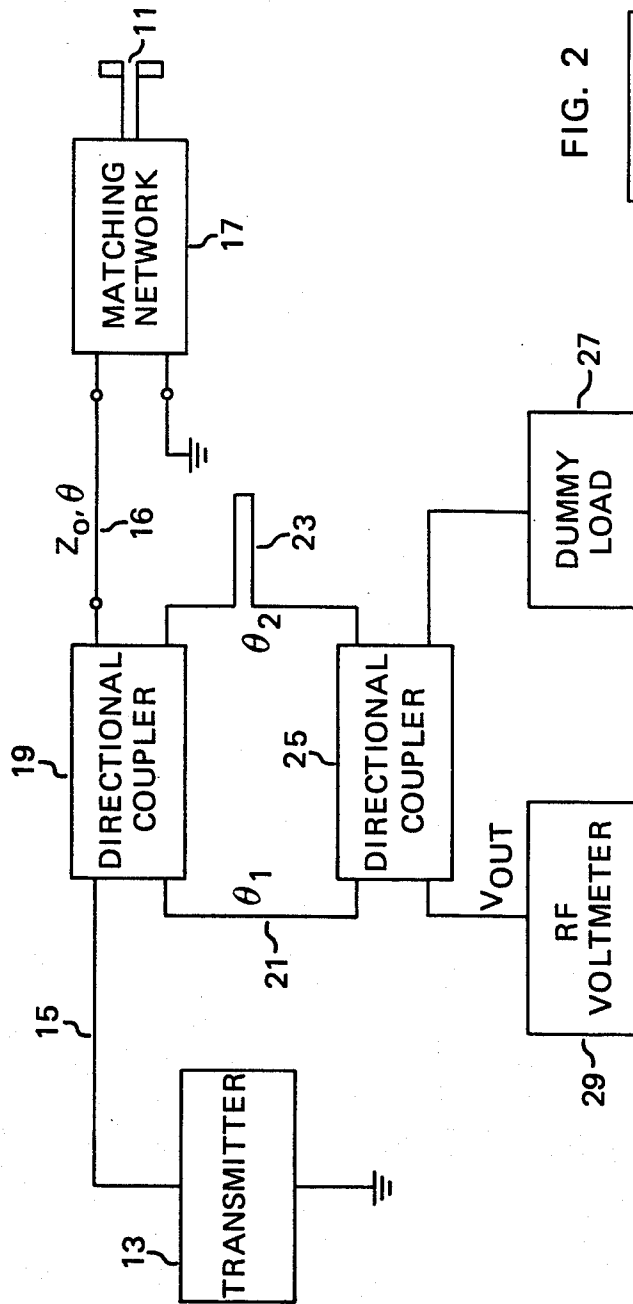 15
19
Z₀, θ
16
11
TRANSMITTER
13
DIRECTIONAL
COUPLER
MATCHING
NETWORK
17
θ₁
21
θ₂
23
DIRECTIONAL
COUPLER
25
V_OUT
RF
VOLTMETER
29
DUMMY
LOAD
27
FIG. 2